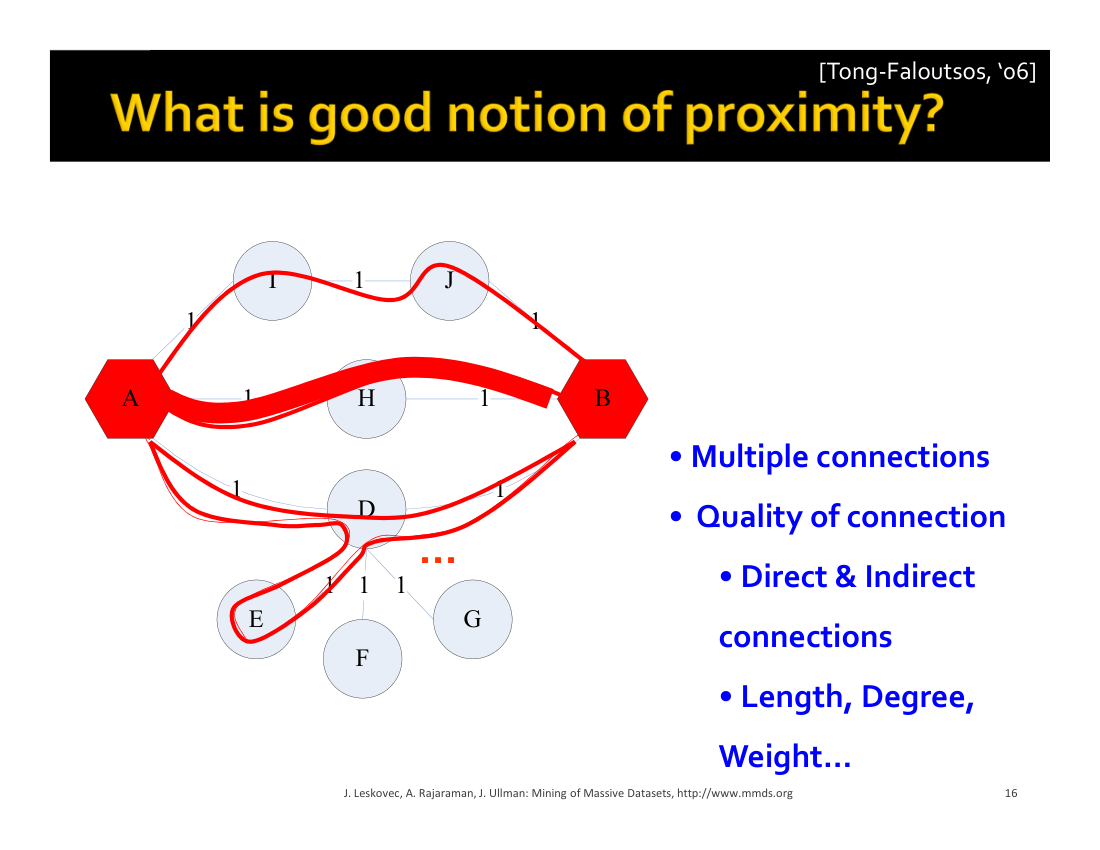 [Tong-Faloutsos, ‘06]
What is good notion of proximity?
I 1 J
1 1
A 1 H 1 B
• Multiple connections
1 D 1
• Quality of connection
...
• Direct & Indirect
1 1 1
E G
connections
F
• Length, Degree,
Weight...
J. Leskovec, A. Rajaraman, J. Ullman: Mining of Massive Datasets, http://www.mmds.org
16